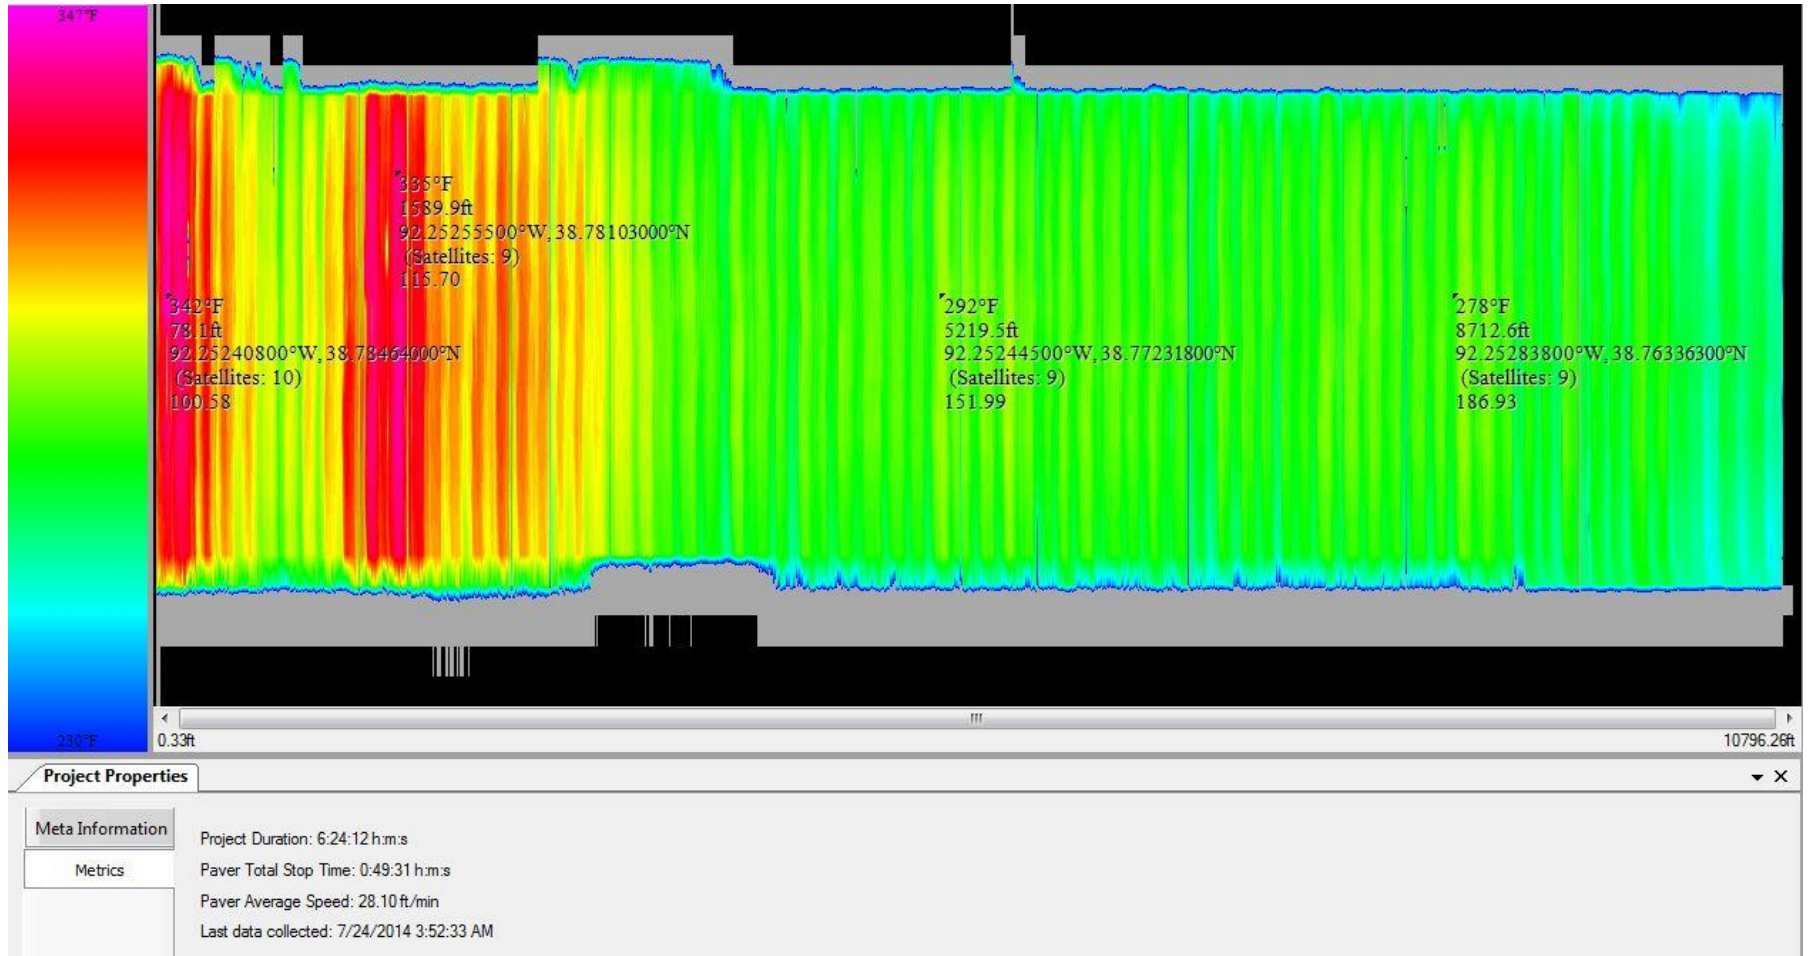 347°F
335°F
1589.9ft
92.25255500°W, 38.78103000°N
(Satellites: 9)
115.70
342°F
78.1ft
92.25240800°W, 38.78464000°N
(Satellites: 10)
100.58
292°F
5219.5ft
92.25244500°W, 38.77231800°N
(Satellites: 9)
151.99
278°F
8712.6ft
92.25283800°W, 38.76336300°N
(Satellites: 9)
186.93
230°F
0.33ft
10796.26ft
Project Properties
Meta Information
Metrics
Project Duration: 6:24:12 h:m:s
Paver Total Stop Time: 0:49:31 h:m:s
Paver Average Speed: 28.10 ft/min
Last data collected: 7/24/2014 3:52:33 AM